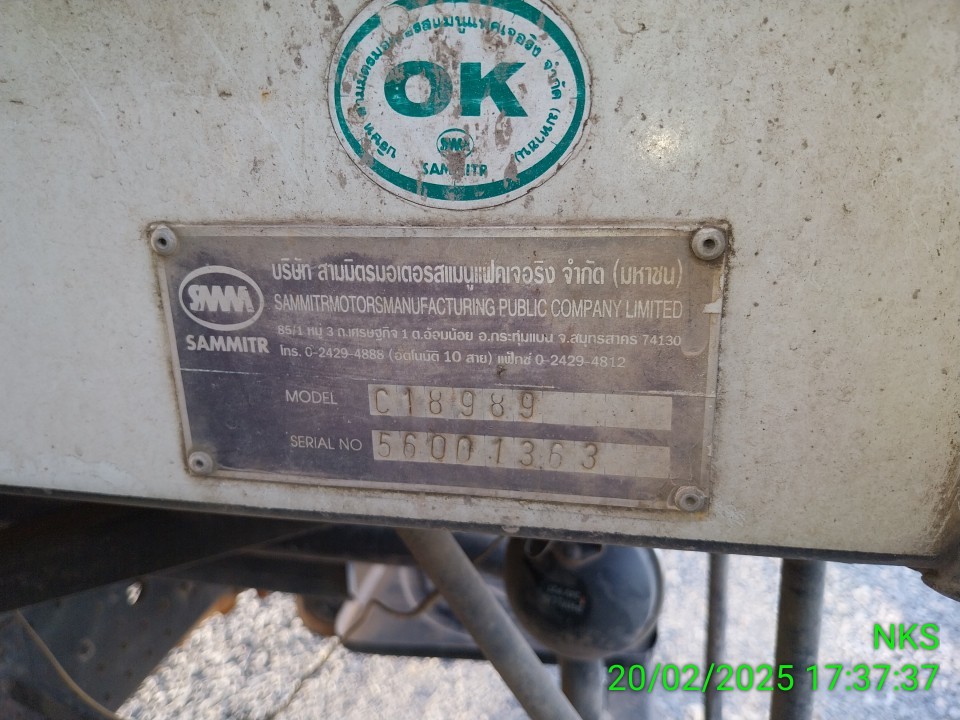 OK
SMM
SAMMITR
บริษัท สามมิตรมอเตอร์สแมนูแฟคเจอริง จำกัด (มหาชน)
SAMMITRMOTORSMANUFACTURING PUBLIC COMPANY LIMITED
85/1 หมู่ 3 ถ.เศรษฐกิจ 1 ต.อ้อมน้อย อ.กระทุ่มแบน จ.สมุทรสาคร 74130
โทร. 0-2429-4888 (อัตโนมัติ 10 สาย) แฟ็กซ์ 0-2429-4812
SMM
SAMMITR
MODEL C18989
SERIAL NO 56001363
NKS
20/02/2025 17:37:37